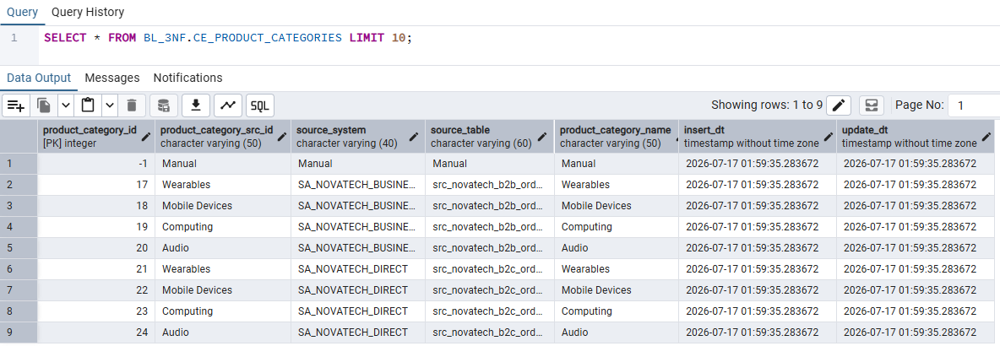 Query Query History
1 SELECT * FROM BL_3NF.CE_PRODUCT_CATEGORIES LIMIT 10;
Data Output Messages Notifications
SQL Showing rows: 1 to 9 Page No: 1
product_category_id product_category_src_id source_system source_table product_category_name insert_dt update_dt
[PK] integer character varying (50) character varying (40) character varying (60) character varying (50) timestamp without time zone timestamp without time zone
1 -1 Manual Manual Manual Manual 2026-07-17 01:59:35.283672 2026-07-17 01:59:35.283672
2 17 Wearables SA_NOVATECH_BUSINE... src_novatech_b2b_ord... Wearables 2026-07-17 01:59:35.283672 2026-07-17 01:59:35.283672
3 18 Mobile Devices SA_NOVATECH_BUSINE... src_novatech_b2b_ord... Mobile Devices 2026-07-17 01:59:35.283672 2026-07-17 01:59:35.283672
4 19 Computing SA_NOVATECH_BUSINE... src_novatech_b2b_ord... Computing 2026-07-17 01:59:35.283672 2026-07-17 01:59:35.283672
5 20 Audio SA_NOVATECH_BUSINE... src_novatech_b2b_ord... Audio 2026-07-17 01:59:35.283672 2026-07-17 01:59:35.283672
6 21 Wearables SA_NOVATECH_DIRECT src_novatech_b2c_ord... Wearables 2026-07-17 01:59:35.283672 2026-07-17 01:59:35.283672
7 22 Mobile Devices SA_NOVATECH_DIRECT src_novatech_b2c_ord... Mobile Devices 2026-07-17 01:59:35.283672 2026-07-17 01:59:35.283672
8 23 Computing SA_NOVATECH_DIRECT src_novatech_b2c_ord... Computing 2026-07-17 01:59:35.283672 2026-07-17 01:59:35.283672
9 24 Audio SA_NOVATECH_DIRECT src_novatech_b2c_ord... Audio 2026-07-17 01:59:35.283672 2026-07-17 01:59:35.283672